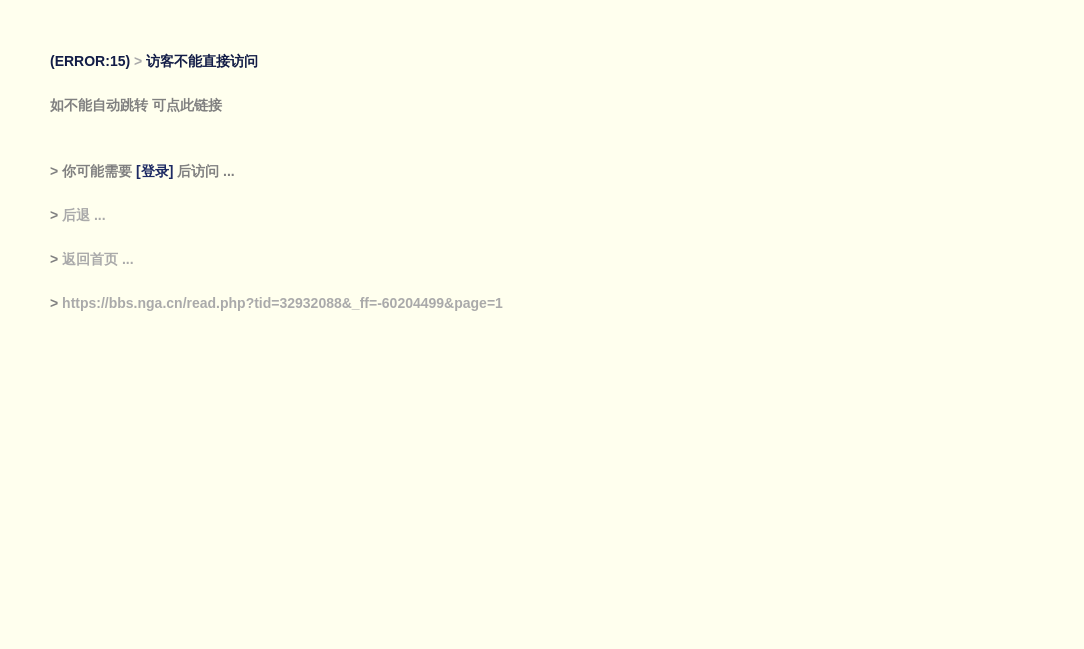 (ERROR:15) > 访客不能直接访问
如不能自动跳转 可点此链接
> 你可能需要 [登录] 后访问 ...
> 后退 ...
> 返回首页 ...
> https://bbs.nga.cn/read.php?tid=32932088&_ff=-60204499&page=1